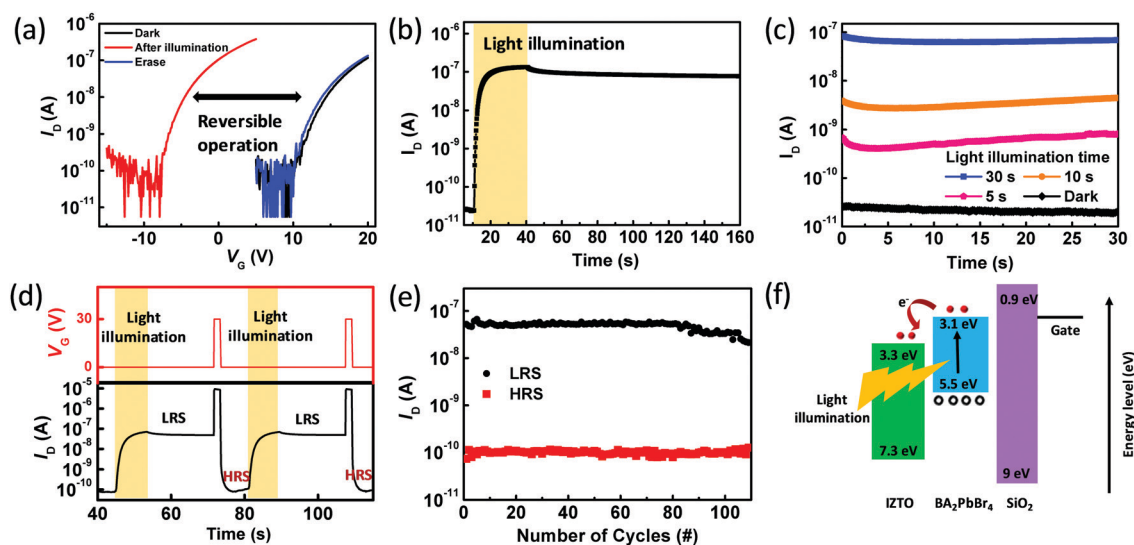 (a)
I_D (A)
10⁻⁶
10⁻⁷
10⁻⁸
10⁻⁹
10⁻¹⁰
10⁻¹¹
Dark
After illumination
Erase
Reversible
operation
-10
0
10
20
V_G (V)
(b)
I_D (A)
10⁻⁶
10⁻⁷
10⁻⁸
10⁻⁹
10⁻¹⁰
10⁻¹¹
Light illumination
20 40 60 80 100 120 140 160
Time (s)
(c)
I_D (A)
10⁻⁷
10⁻⁸
10⁻⁹
10⁻¹⁰
10⁻¹¹
Light illumination time
30 s
10 s
5 s
Dark
0 5 10 15 20 25 30
Time (s)
(d)
V_G (V)
30
0
Light
illumination
Light
illumination
I_D (A)
10⁻⁵
10⁻⁶
10⁻⁷
10⁻⁸
10⁻⁹
10⁻¹⁰
LRS
HRS
LRS
HRS
40 60 80 100
Time (s)
(e)
I_D (A)
10⁻⁶
10⁻⁷
10⁻⁸
10⁻⁹
10⁻¹⁰
10⁻¹¹
LRS
HRS
0 20 40 60 80 100
Number of Cycles (#)
(f)
e⁻
0.9 eV
3.1 eV
Gate
3.3 eV
5.5 eV
Light
illumination
7.3 eV
9 eV
IZTO
BA₂PbBr₄
SiO₂
Energy level (eV)